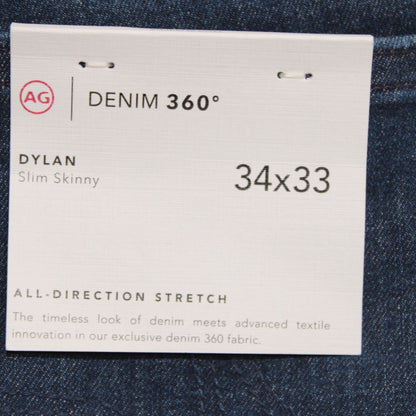 AG
DENIM 360°
DYLAN
Slim Skinny
34x33
ALL-DIRECTION STRETCH
The timeless look of denim meets advanced textile
innovation in our exclusive denim 360 fabric.